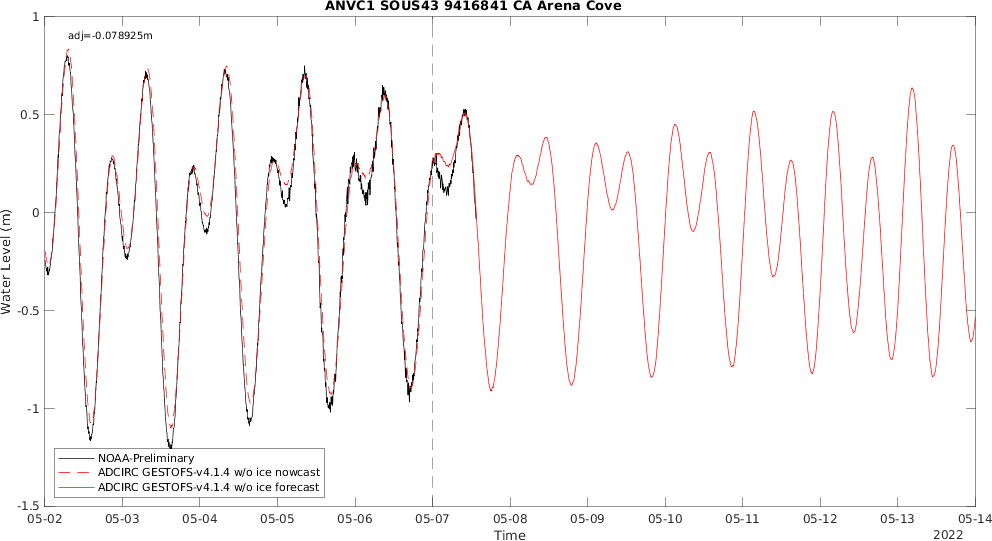 ANVC1 SOUS43 9416841 CA Arena Cove
adj=-0.078925m
1
0.5
0
-0.5
-1
-1.5
Water Level (m)
NOAA-Preliminary
ADCIRC GESTOFS-v4.1.4 w/o ice nowcast
ADCIRC GESTOFS-v4.1.4 w/o ice forecast
05-02 05-03 05-04 05-05 05-06 05-07 05-08 05-09 05-10 05-11 05-12 05-13 05-14
Time
2022